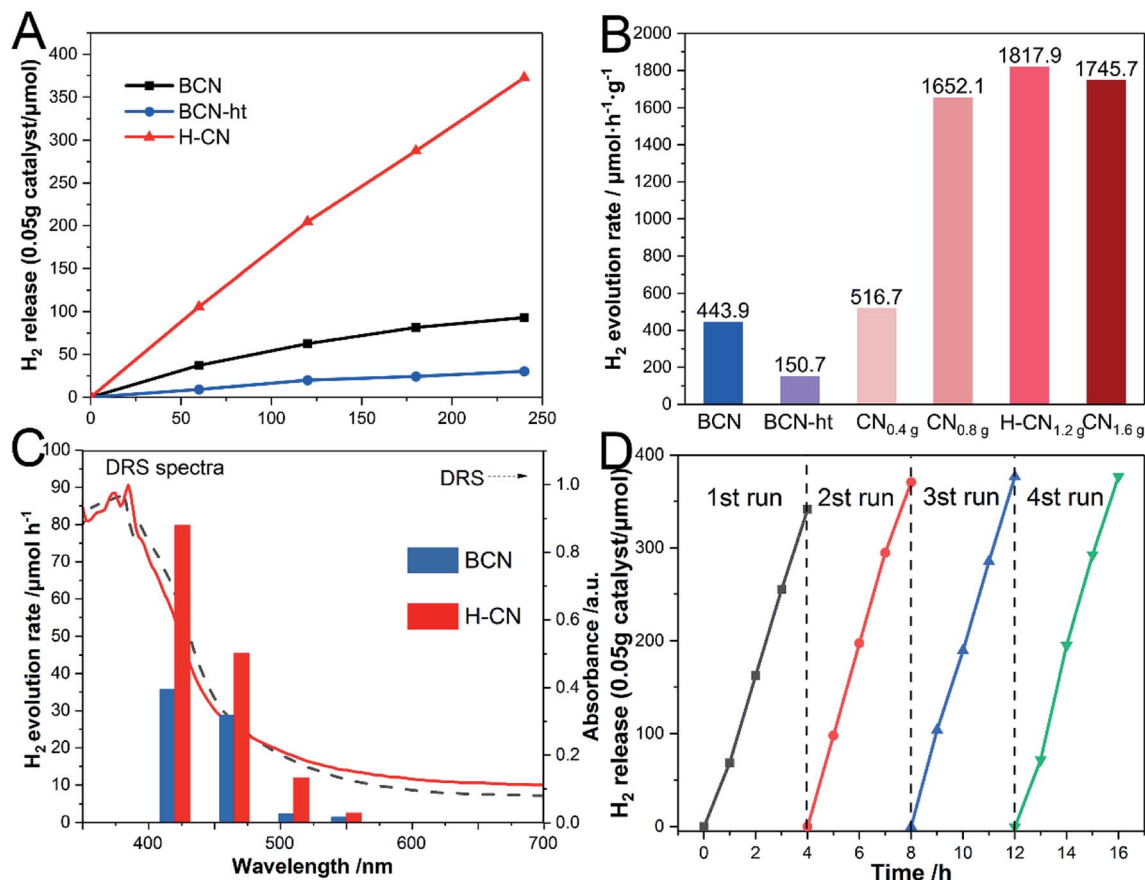 A
H₂ release (0.05g catalyst/μmol)
400
350
300
250
200
150
100
50
0
BCN
BCN-ht
H-CN
0 50 100 150 200 250
B
H₂ evolution rate / μmol·h⁻¹·g⁻¹
2000
1800
1600
1400
1200
1000
800
600
400
200
0
443.9
150.7
516.7
1652.1
1817.9
1745.7
BCN BCN-ht CN₀.₄ g CN₀.₈ g H-CN₁.₂ g CN₁.₆ g
C
H₂ evolution rate /μmol h⁻¹
100
90
80
70
60
50
40
30
20
10
0
DRS spectra
DRS
BCN
H-CN
1.0
0.8
0.6
0.4
0.2
0.0
Absorbance /a.u.
400 500 600 700
Wavelength /nm
D
H₂ release (0.05g catalyst/μmol)
400
300
200
100
0
1st run
2st run
3st run
4st run
0 2 4 6 8 10 12 14 16
Time /h